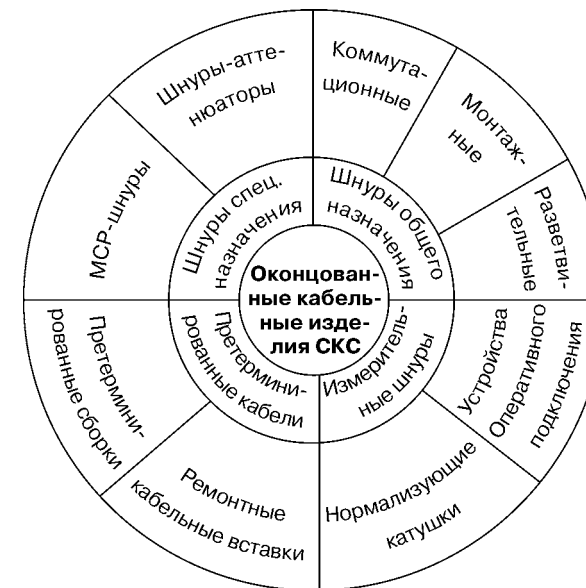 Оконцован-
ные кабель-
ные изде-
лия СКС
Шнуры общего
назначения
Измеритель-
ные шнуры
Претермини-
рованные кабели
Шнуры спец.
назначения
Коммута-
ционные
Монтаж-
ные
Разветви-
тельные
Устройства
Оперативного
подключения
Нормализующие
катушки
Ремонтные
кабельные вставки
Претермини-
рованные сборки
МСР-шнуры
Шнуры-атте-
нюаторы